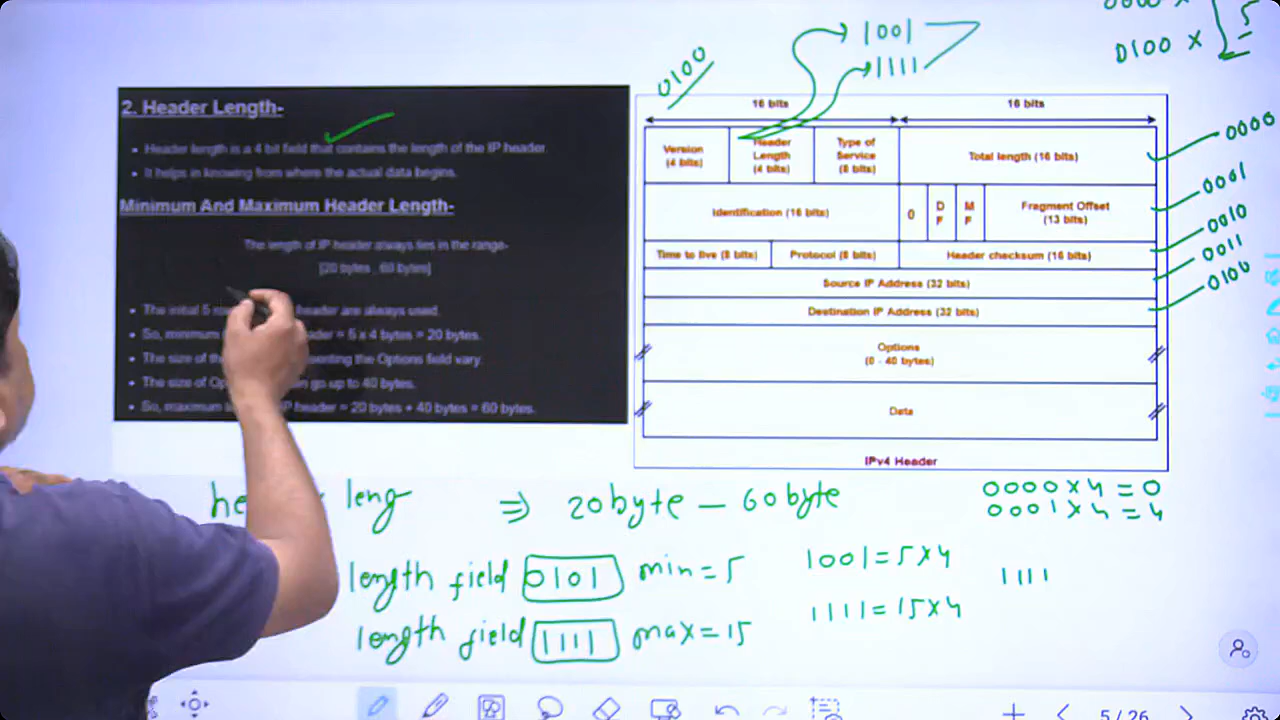 2. Header Length-
Header length is a 4 bit field that contains the length of the IP header.
It helps in knowing from where the actual data begins.
Minimum And Maximum Header Length-
The length of IP header always lies in the range-
[20 bytes , 60 bytes]
The initial 5 header are always used.
So, minimum header = 5 x 4 bytes = 20 bytes.
The size of the representing the Options field vary.
The size of can go up to 40 bytes.
So, maximum IP header = 20 bytes + 40 bytes = 60 bytes.
0100
1001
1111
0100 X
5
16 bits 16 bits
Version (4 bits)
Header Length (4 bits)
Type of Service (8 bits)
Total length (16 bits)
0000
Identification (16 bits)
0
D F
M F
Fragment Offset (13 bits)
0001
Time to live (8 bits)
Protocol (8 bits)
Header checksum (16 bits)
0010
Source IP Address (32 bits)
0011
Destination IP Address (32 bits)
0100
Options
(0 - 40 bytes)
Data
IPv4 Header
leng ⇒ 20byte – 60byte
0000 x 4 = 0
0001 x 4 = 4
length field 0101 min = 5
1001 = 5 x 4
1111
length field 1111 max = 15
1111 = 15 x 4
5 / 26